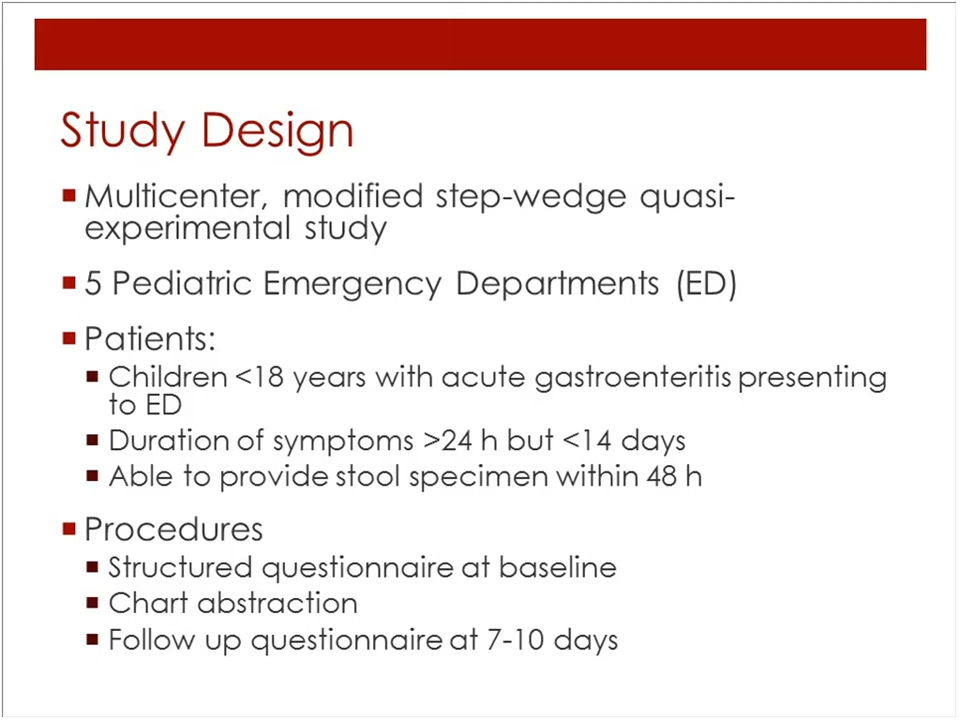 Study Design
Multicenter, modified step-wedge quasi-
experimental study
5 Pediatric Emergency Departments (ED)
Patients:
Children <18 years with acute gastroenteritis presenting
to ED
Duration of symptoms >24 h but <14 days
Able to provide stool specimen within 48 h
Procedures
Structured questionnaire at baseline
Chart abstraction
Follow up questionnaire at 7-10 days